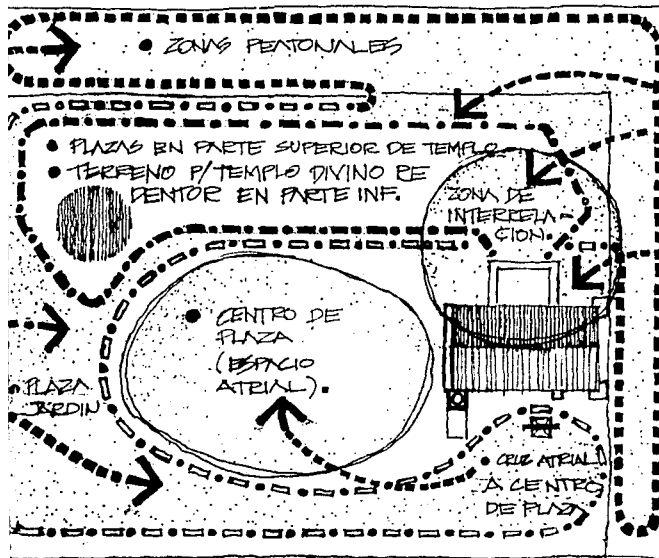 • ZONAS PEATONALES
• PLAZAS EN PARTE SUPERIOR DE TEMPLO
• TERRENO P/TEMPLO DIVINO RE
DENTOR EN PARTE INF.
ZONA DE
INTERRELA-
CION.
• CENTRO DE
PLAZA
(ESPACIO
ATRIAL).
PLAZA
JARDIN
• CRUZ ATRIAL
A CENTRO
DE PLAZA